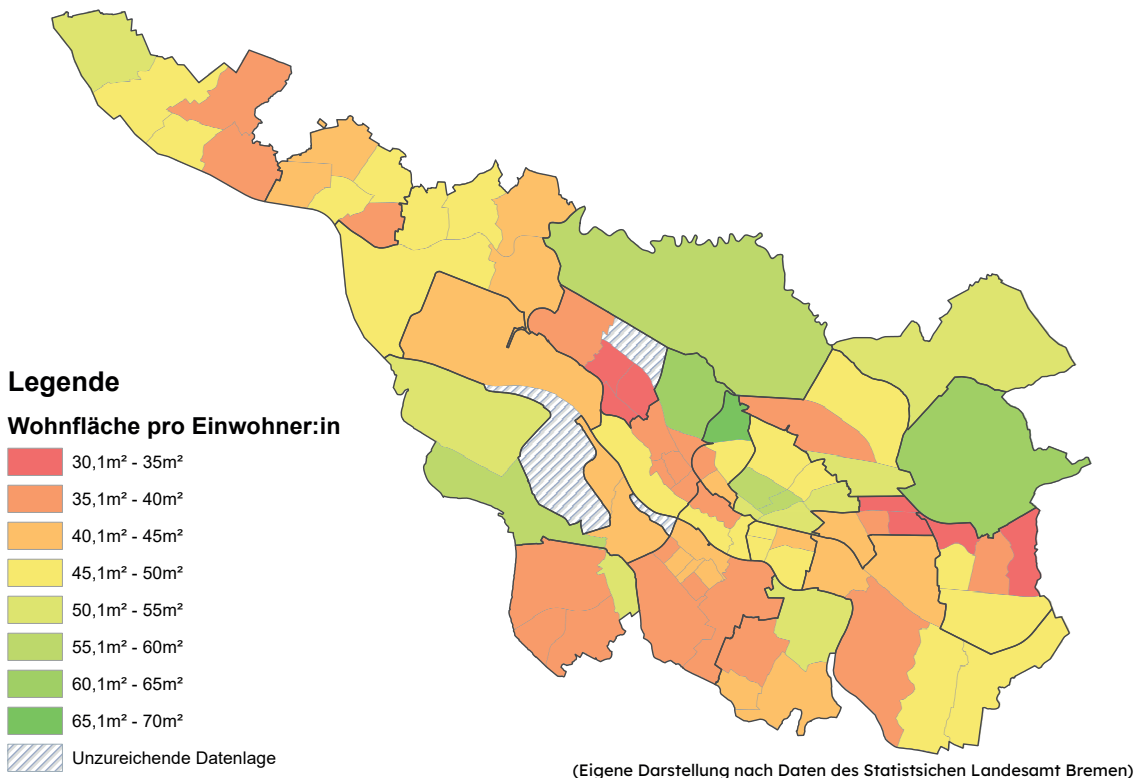 Legende
Wohnfläche pro Einwohner:in
30,1m² - 35m²
35,1m² - 40m²
40,1m² - 45m²
45,1m² - 50m²
50,1m² - 55m²
55,1m² - 60m²
60,1m² - 65m²
65,1m² - 70m²
Unzureichende Datenlage
(Eigene Darstellung nach Daten des Statistsichen Landesamt Bremen)